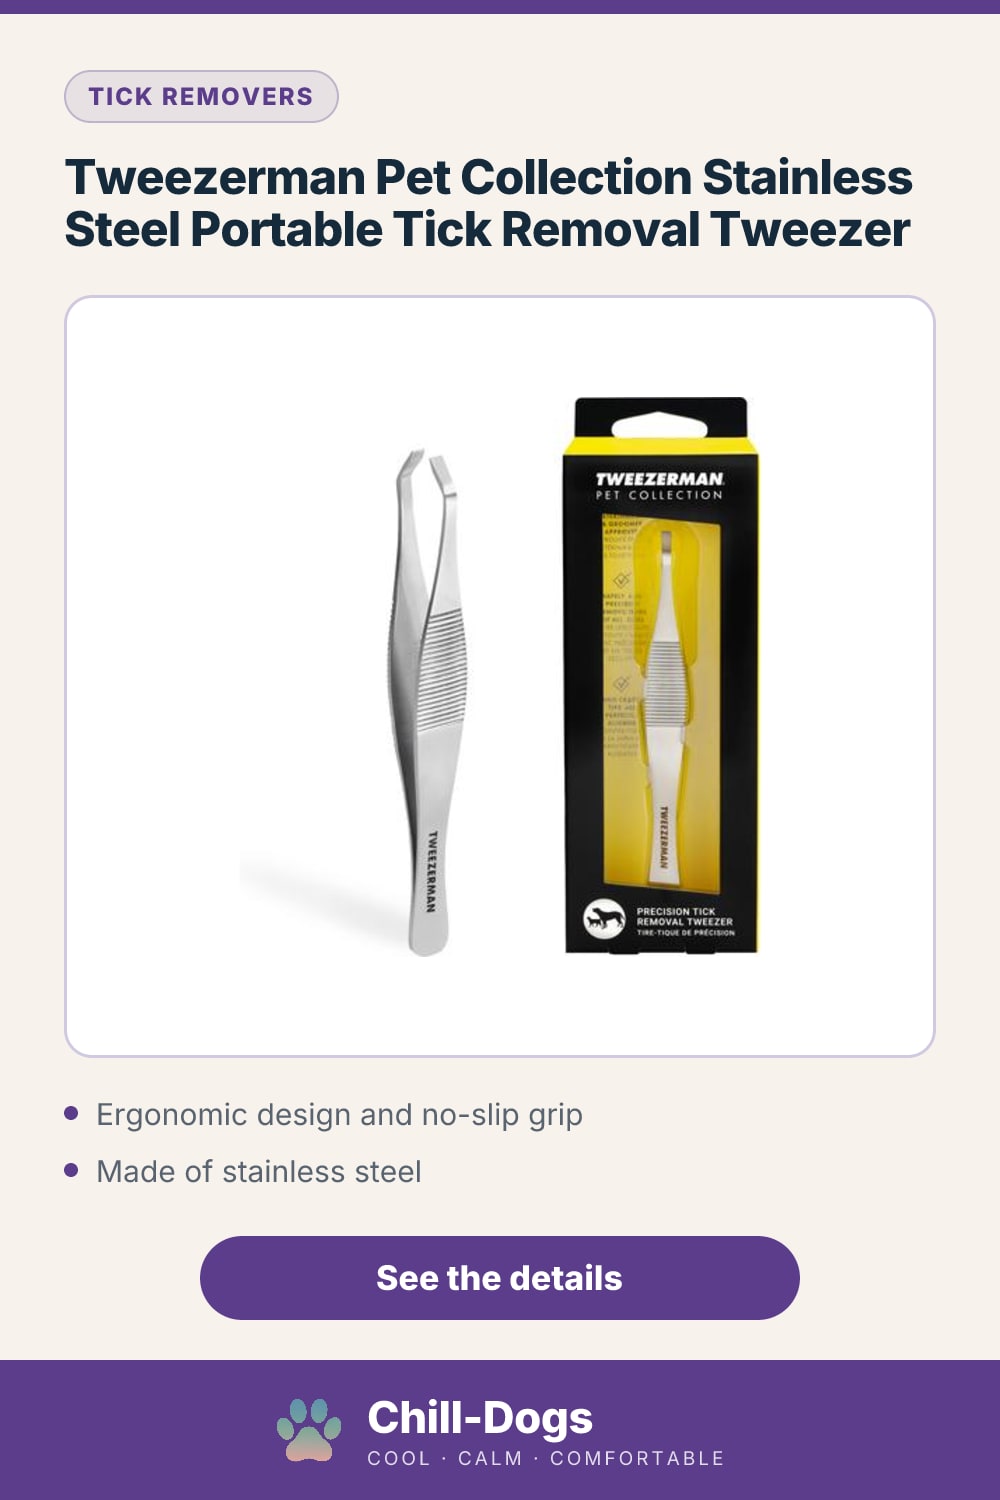 TICK REMOVERS
Tweezerman Pet Collection Stainless
Steel Portable Tick Removal Tweezer
TWEEZERMAN
TWEEZERMAN
PET COLLECTION
TWEEZERMAN
PRECISION TICK
REMOVAL TWEEZER
TIRE-TIQUE DE PRÉCISION
Ergonomic design and no-slip grip
Made of stainless steel
See the details
Chill-Dogs
COOL · CALM · COMFORTABLE